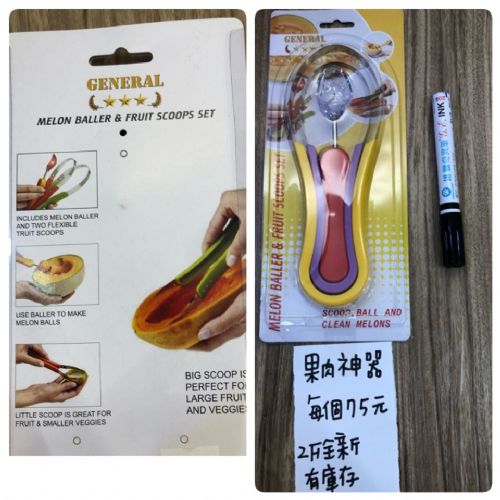 GENERAL
MELON BALLER & FRUIT SCOOPS SET
INCLUDES MELON BALLER
AND TWO FLEXIBLE
TRUIT SCOOPS
USE BALLER TO MAKE
MELON BALLS
LITTLE SCOOP IS GREAT FOR
FRUIT & SMALLER VEGGIES
BIG SCOOP IS
PERFECT FO
LARGE FRUIT
AND VEGGIES
GENERAL
MELON BALLER & FRUIT SCOOPS SET
SCOOP, BALL AND
CLEAN MELONS
INK
果肉神器
每個75元
2斤全新
有庫存